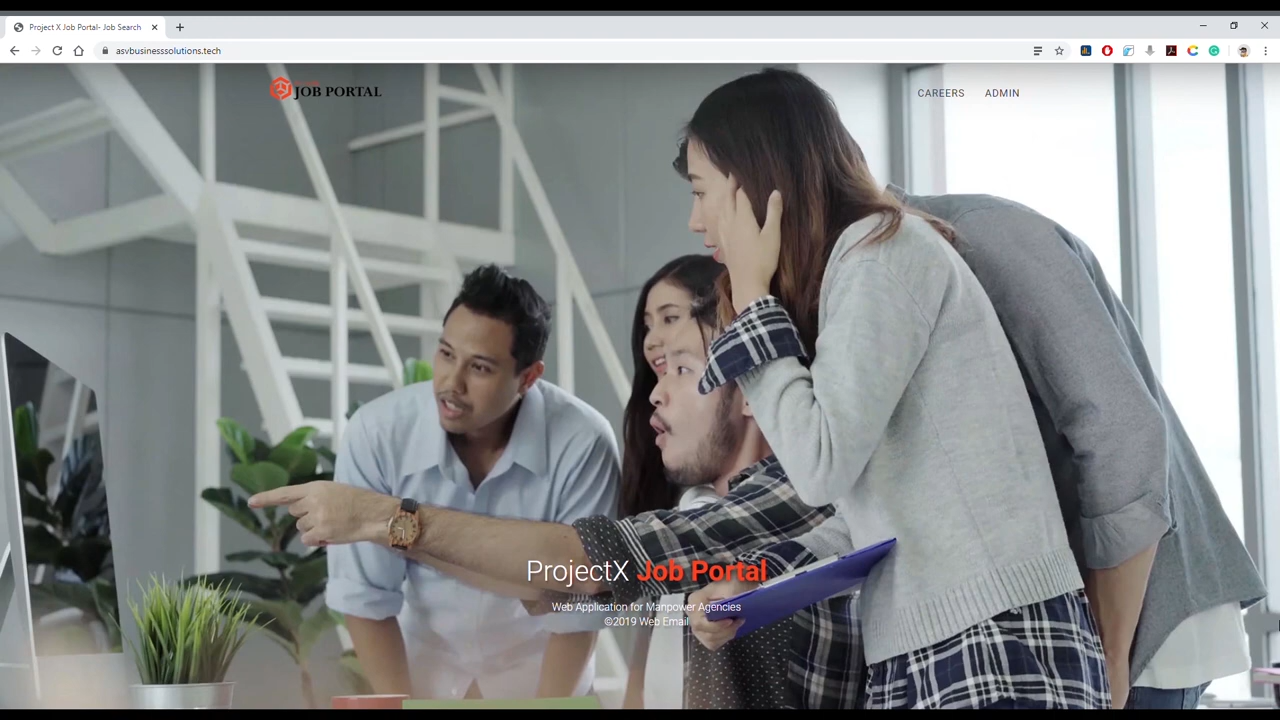 Project X Job Portal- Job Search
asvbusinesssolutions.tech
JOB PORTAL
CAREERS
ADMIN
ProjectX Job Portal
Web Application for Manpower Agencies
©2019 Web Email